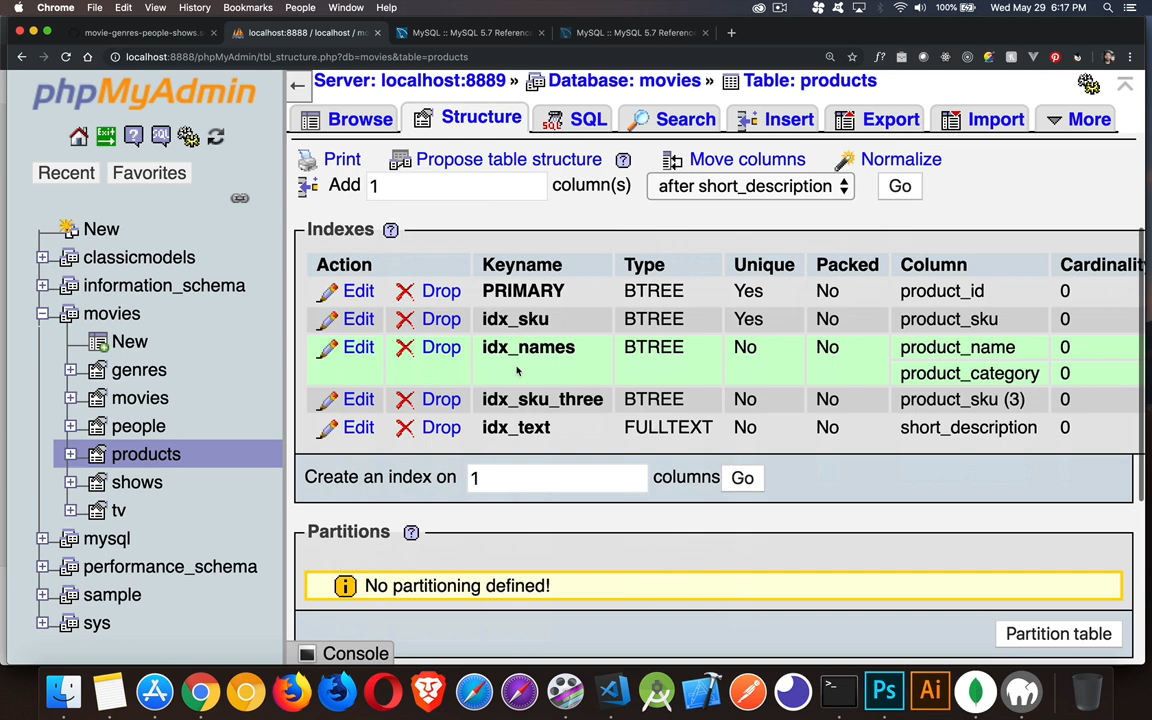 Chrome File Edit View History Bookmarks People Window Help 100% Wed May 29 6:17 PM
movie-genres-people-shows.s localhost:8888 / localhost / mo MySQL :: MySQL 5.7 Reference MySQL :: MySQL 5.7 Reference
localhost:8888/phpMyAdmin/tbl_structure.php?db=movies&table=products
phpMyAdmin
Recent Favorites
New
classicmodels
information_schema
movies
New
genres
movies
people
products
shows
tv
mysql
performance_schema
sample
sys
Server: localhost:8889 » Database: movies » Table: products
Browse Structure SQL Search Insert Export Import More
Print Propose table structure Move columns Normalize
Add 1 column(s) after short_description Go
Indexes
Action Keyname Type Unique Packed Column Cardinality
Edit Drop PRIMARY BTREE Yes No product_id 0
Edit Drop idx_sku BTREE Yes No product_sku 0
Edit Drop idx_names BTREE No No product_name 0
product_category 0
Edit Drop idx_sku_three BTREE No No product_sku (3) 0
Edit Drop idx_text FULLTEXT No No short_description 0
Create an index on 1 columns Go
Partitions
No partitioning defined!
Partition table
Console
Ps Ai